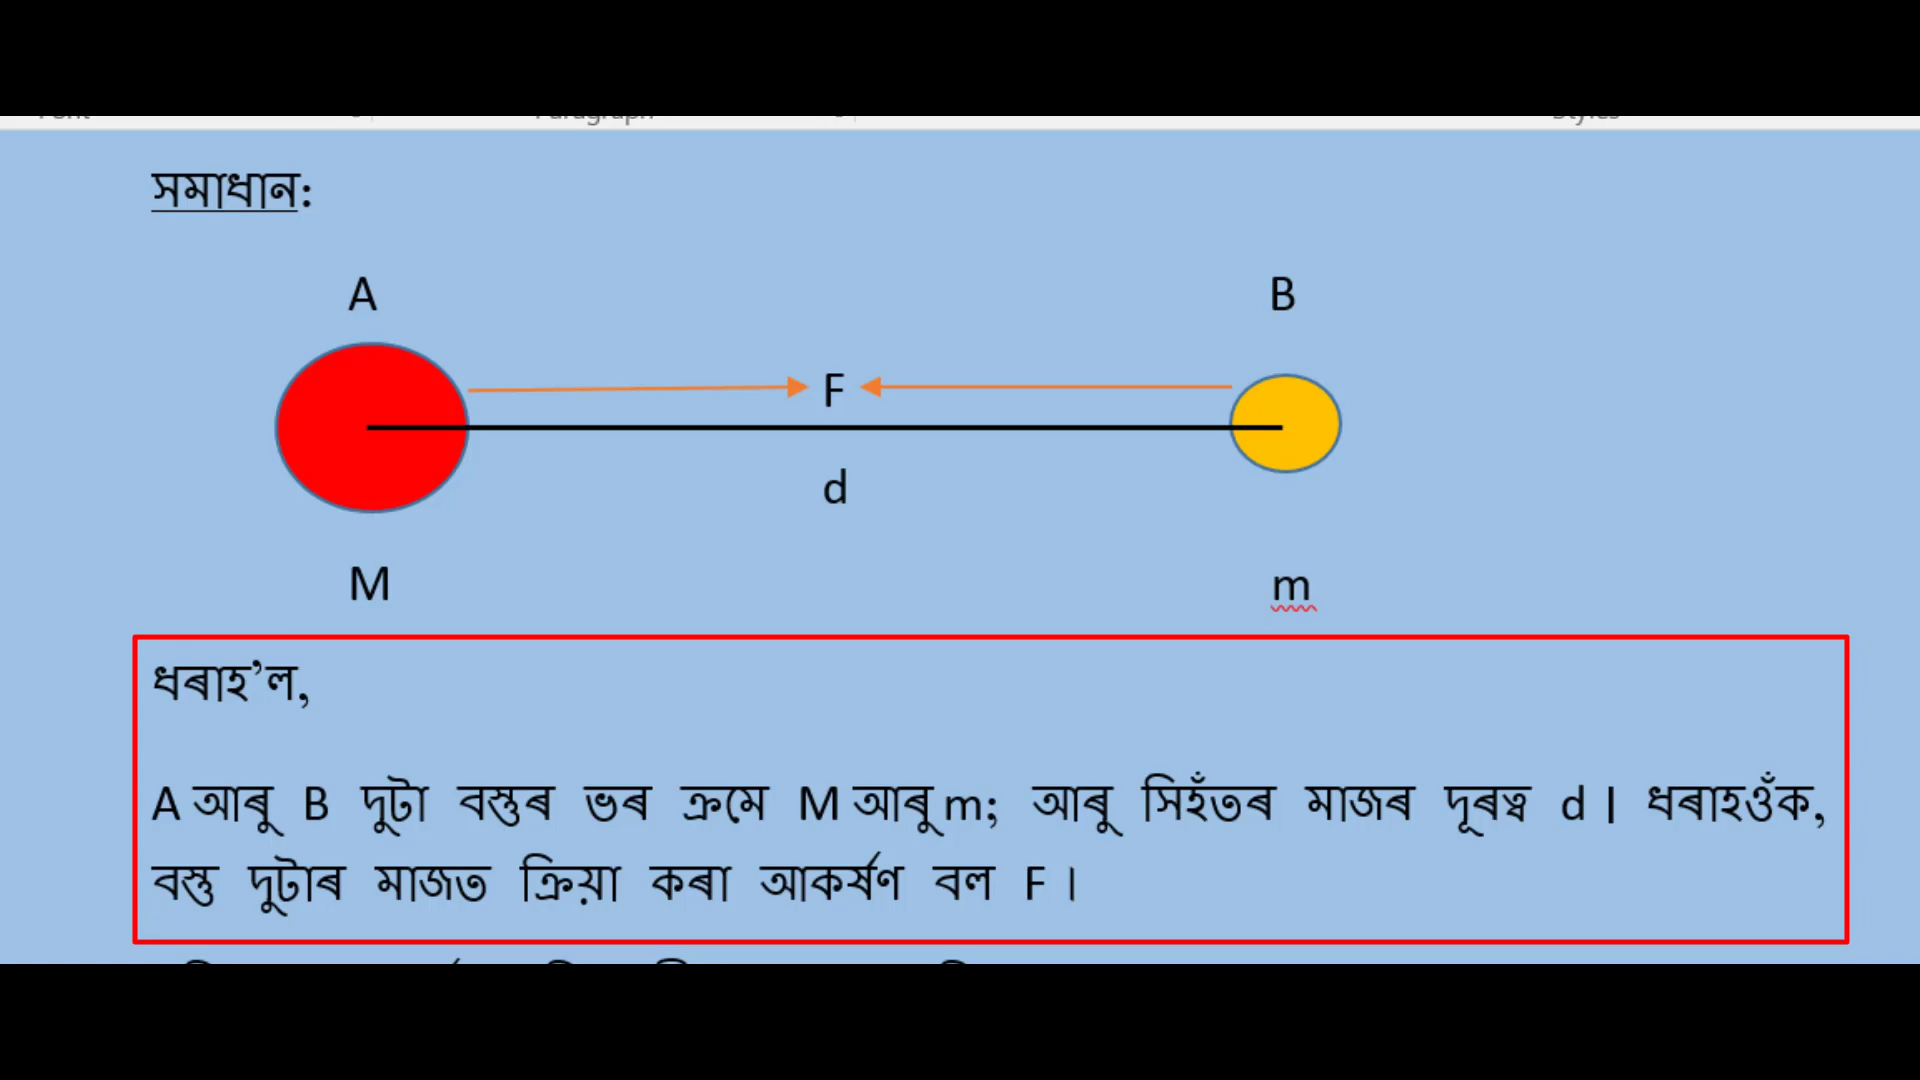 সমাধান:
A B
F
d
M m
ধৰাহ’ল,
A আৰু B দুটা বস্তুৰ ভৰ ক্ৰমে M আৰু m; আৰু সিহঁতৰ মাজৰ দূৰত্ব d । ধৰাহওঁক,
বস্তু দুটাৰ মাজত ক্ৰিয়া কৰা আকৰ্ষণ বল F ।